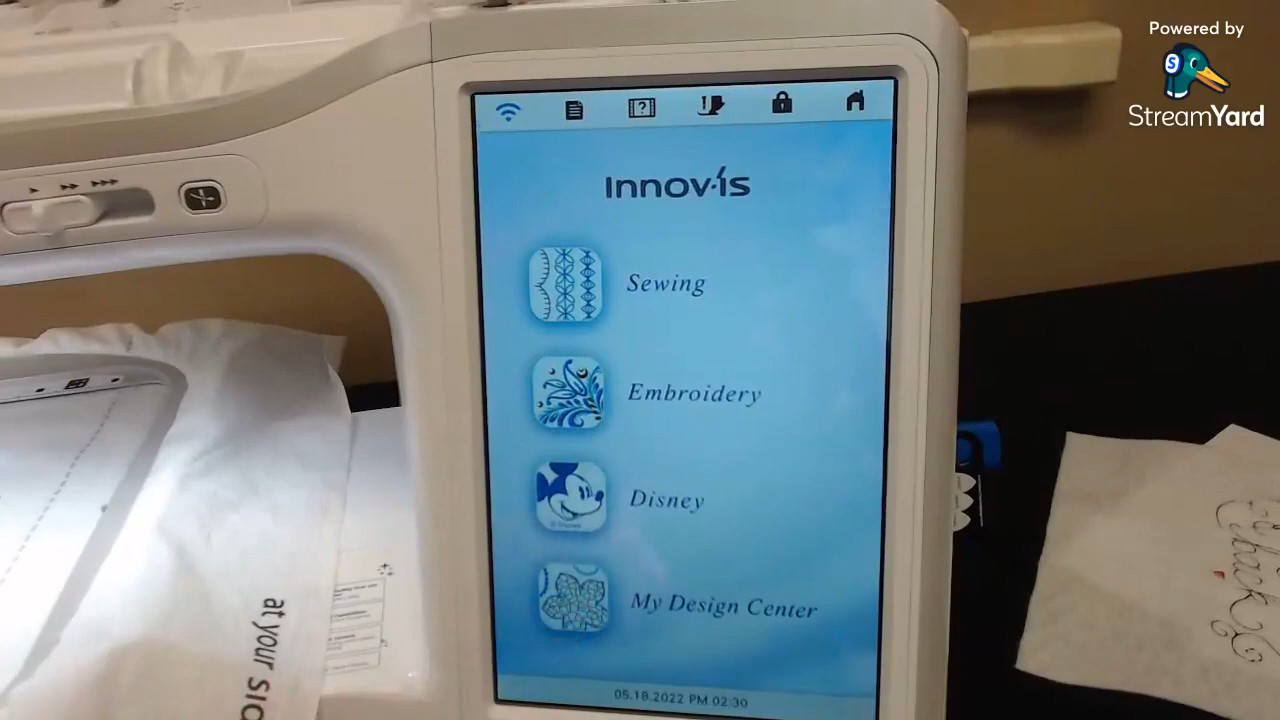 Powered by
StreamYard
Innov-is
Sewing
Embroidery
Disney
© Disney
My Design Center
05.18.2022 PM 02:30
at your